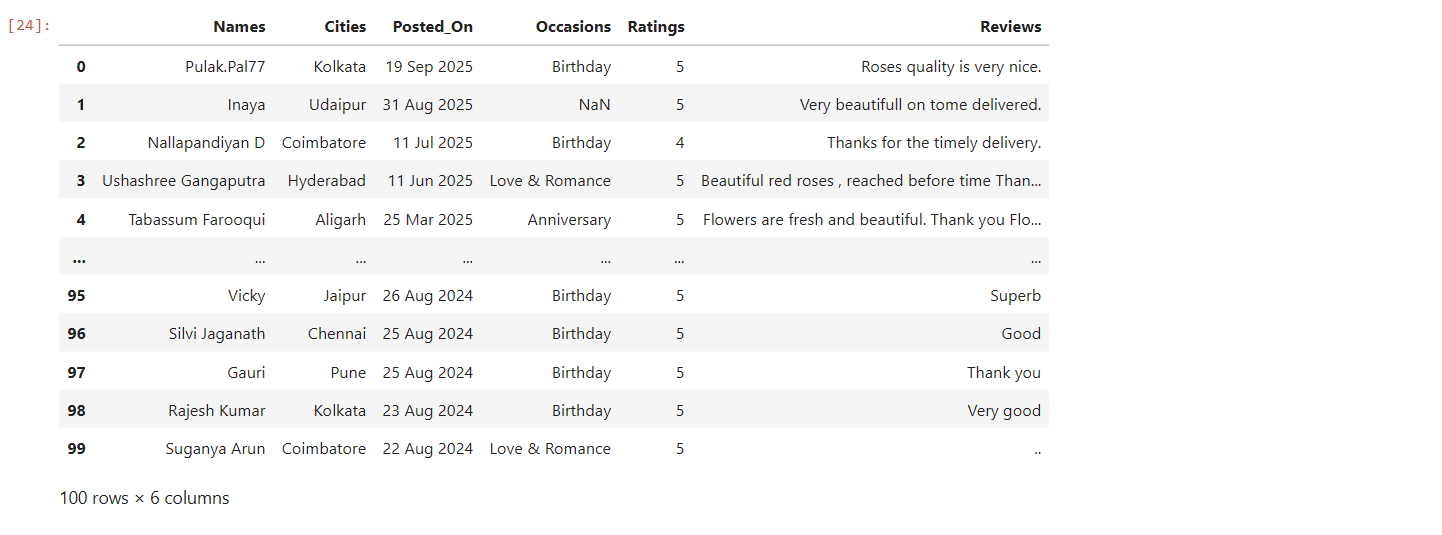 [24]:
Names Cities Posted_On Occasions Ratings Reviews
0 Pulak.Pal77 Kolkata 19 Sep 2025 Birthday 5 Roses quality is very nice.
1 Inaya Udaipur 31 Aug 2025 NaN 5 Very beautifull on tome delivered.
2 Nallapandiyan D Coimbatore 11 Jul 2025 Birthday 4 Thanks for the timely delivery.
3 Ushashree Gangaputra Hyderabad 11 Jun 2025 Love & Romance 5 Beautiful red roses , reached before time Than...
4 Tabassum Farooqui Aligarh 25 Mar 2025 Anniversary 5 Flowers are fresh and beautiful. Thank you Flo...
... ... ... ... ... ... ...
95 Vicky Jaipur 26 Aug 2024 Birthday 5 Superb
96 Silvi Jaganath Chennai 25 Aug 2024 Birthday 5 Good
97 Gauri Pune 25 Aug 2024 Birthday 5 Thank you
98 Rajesh Kumar Kolkata 23 Aug 2024 Birthday 5 Very good
99 Suganya Arun Coimbatore 22 Aug 2024 Love & Romance 5 ..
100 rows × 6 columns